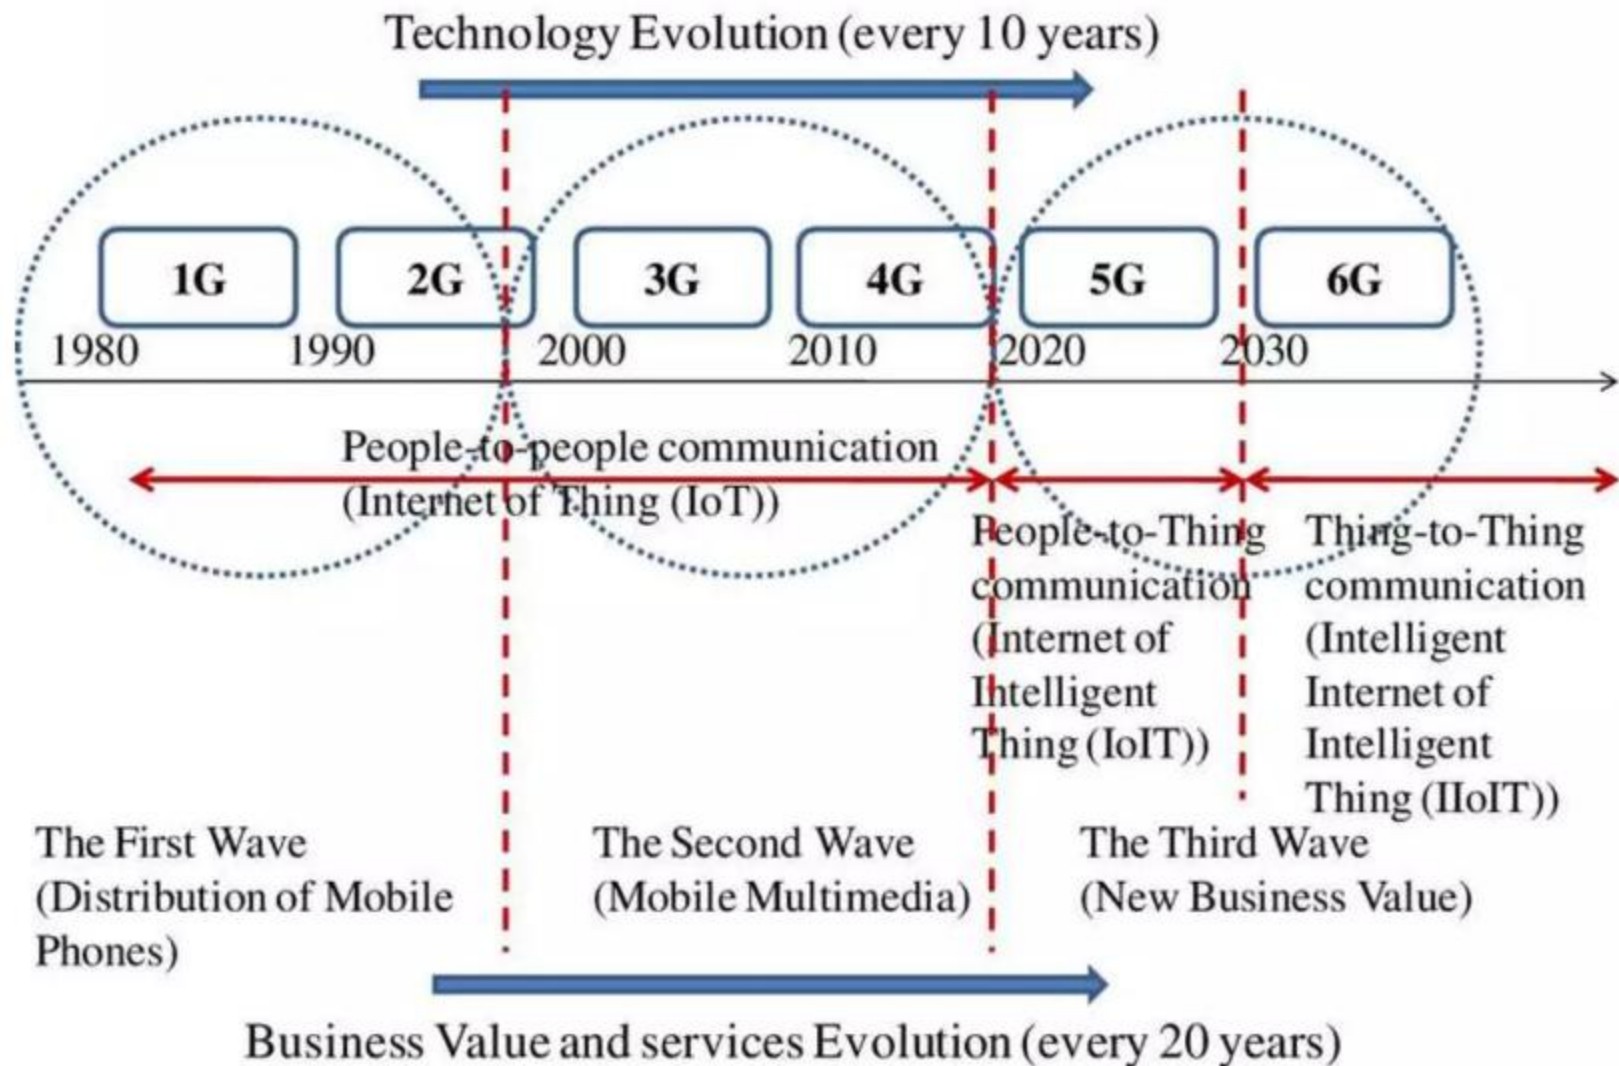 Technology Evolution (every 10 years)
1G
2G
3G
4G
5G
6G
1980
1990
2000
2010
2020
2030
People-to-people communication
(Internet of Thing (IoT))
People-to-Thing
communication
(Internet of
Intelligent
Thing (IoIT))
Thing-to-Thing
communication
(Intelligent
Internet of
Intelligent
Thing (IIoIT))
The First Wave
(Distribution of Mobile
Phones)
The Second Wave
(Mobile Multimedia)
The Third Wave
(New Business Value)
Business Value and services Evolution (every 20 years)